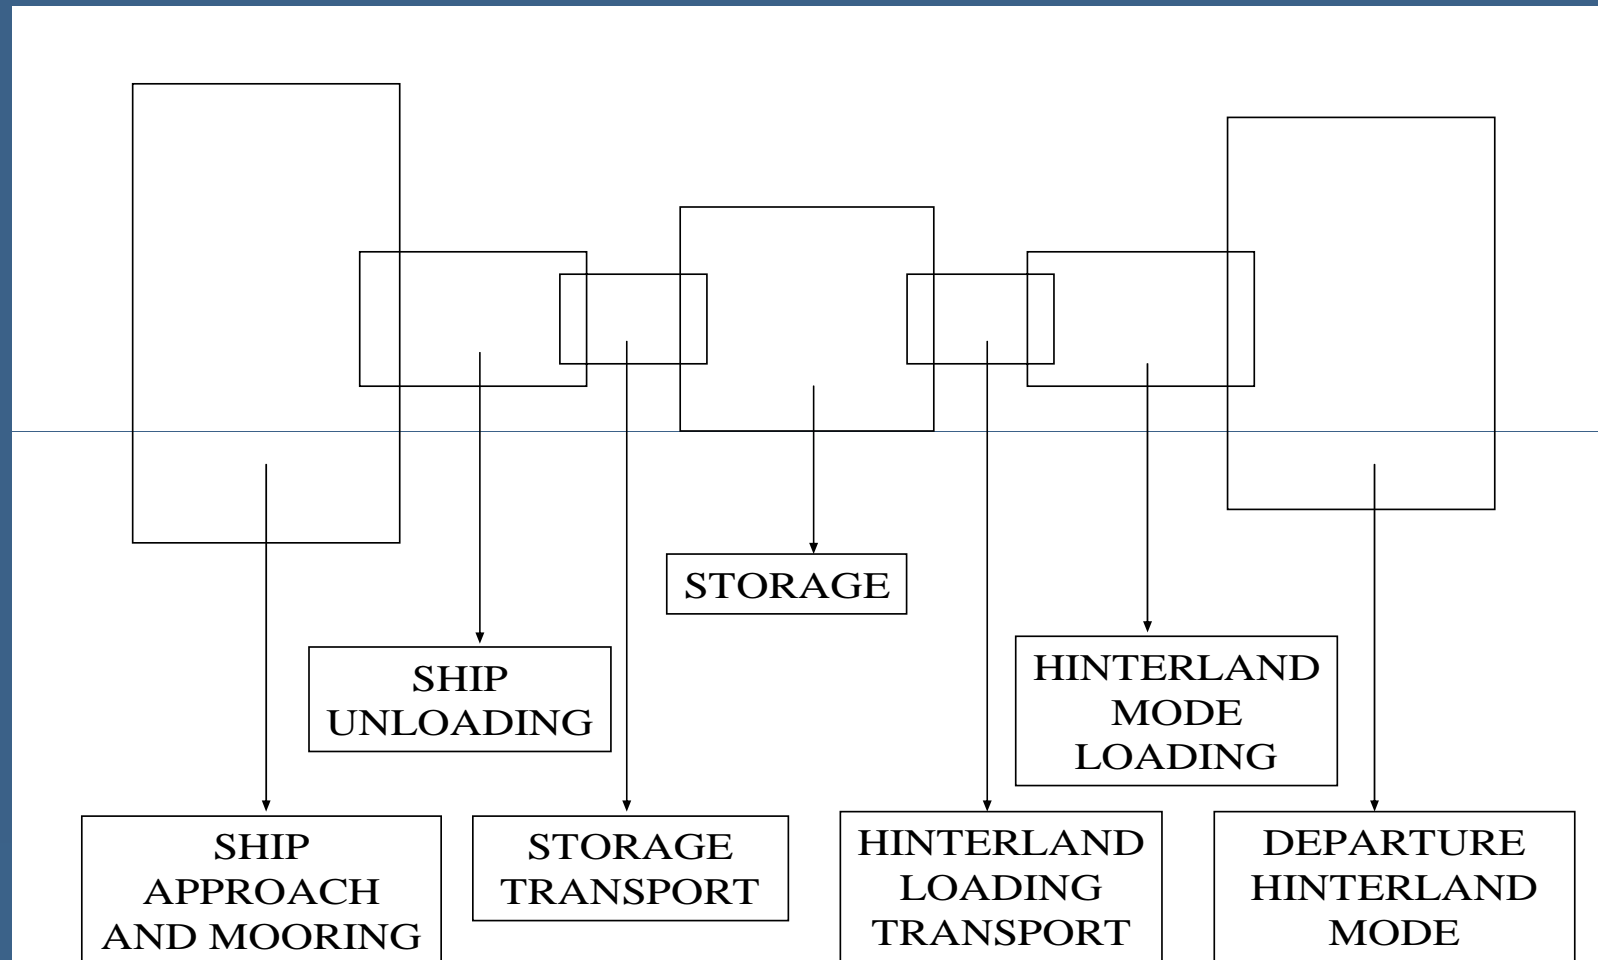 STORAGE
SHIP
UNLOADING
HINTERLAND
MODE
LOADING
SHIP
APPROACH
AND MOORING
STORAGE
TRANSPORT
HINTERLAND
LOADING
TRANSPORT
DEPARTURE
HINTERLAND
MODE